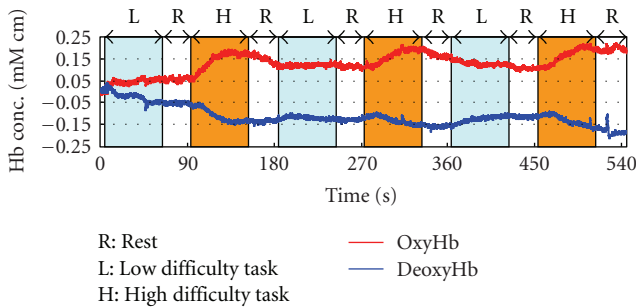 L R H R L R H R L R H R
0.25
0.15
0.05
−0.05
−0.15
−0.25
Hb conc. (mM cm)
0 90 180 270 360 450 540
Time (s)
R: Rest
L: Low difficulty task
H: High difficulty task
OxyHb
DeoxyHb